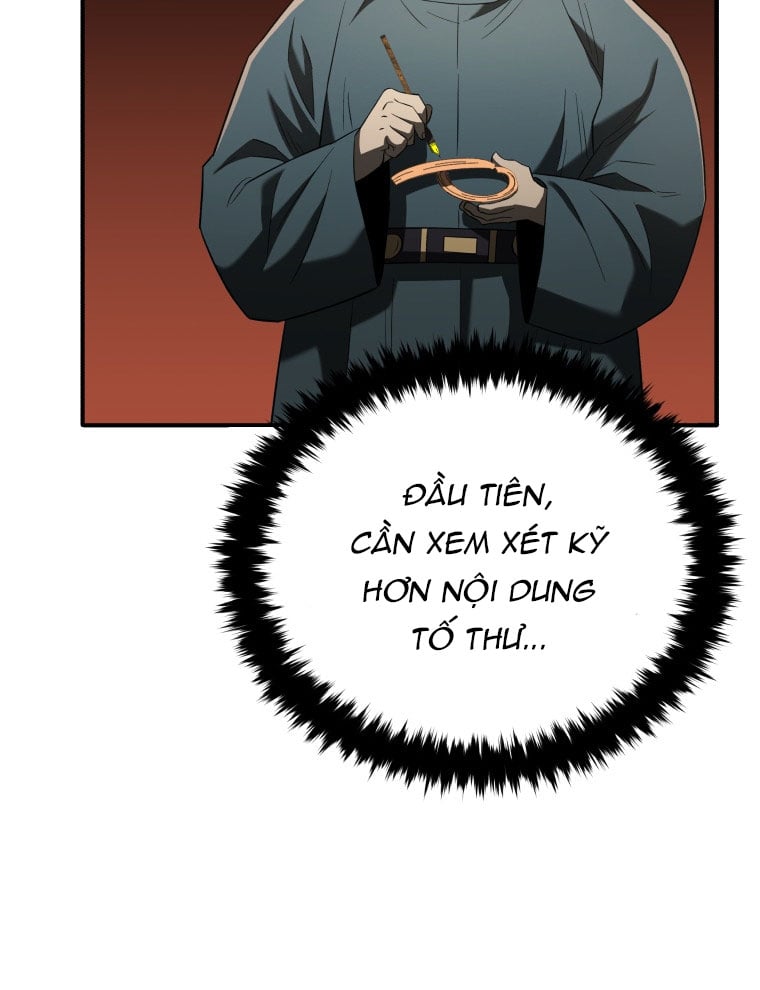 ĐẦU TIÊN,
CẦN XEM XÉT KỸ
HƠN NỘI DUNG
TỐ THƯ...